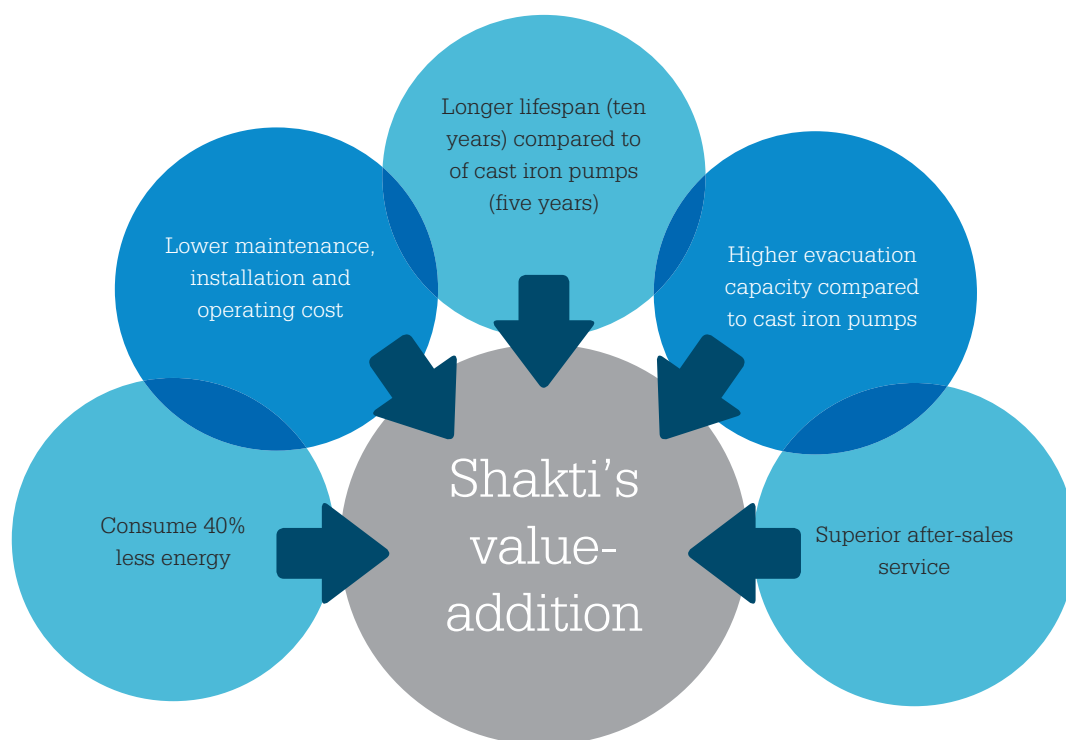 Longer lifespan (ten
years) compared to
of cast iron pumps
(five years)
Lower maintenance,
installation and
operating cost
Higher evacuation
capacity compared
to cast iron pumps
Consume 40%
less energy
Shakti's
value-
addition
Superior after-sales
service